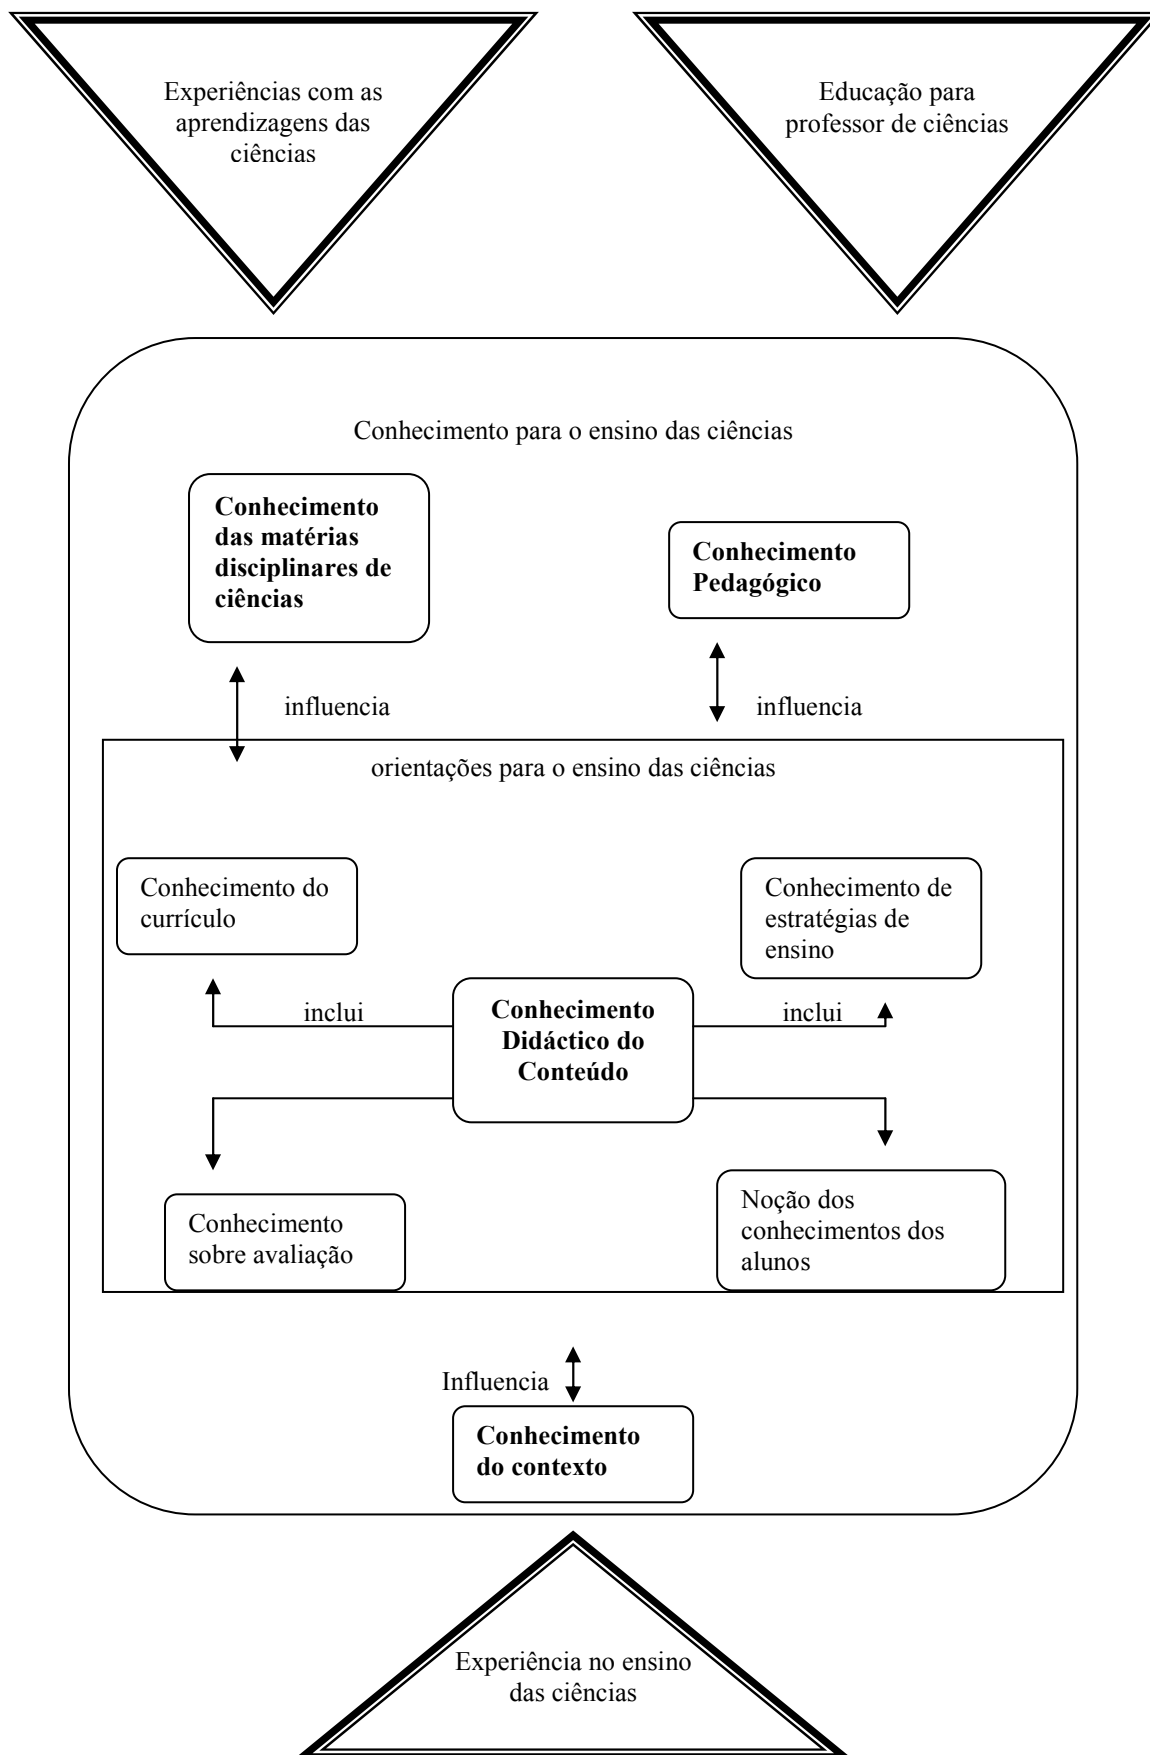 Experiências com as
aprendizagens das
ciências
Educação para
professor de ciências
Conhecimento para o ensino das ciências
Conhecimento
das matérias
disciplinares de
ciências
Conhecimento
Pedagógico
influencia
influencia
orientações para o ensino das ciências
Conhecimento do
currículo
Conhecimento de
estratégias de
ensino
inclui
Conhecimento
Didáctico do
Conteúdo
inclui
Conhecimento
sobre avaliação
Noção dos
conhecimentos dos
alunos
Influencia
Conhecimento
do contexto
Experiência no ensino
das ciências